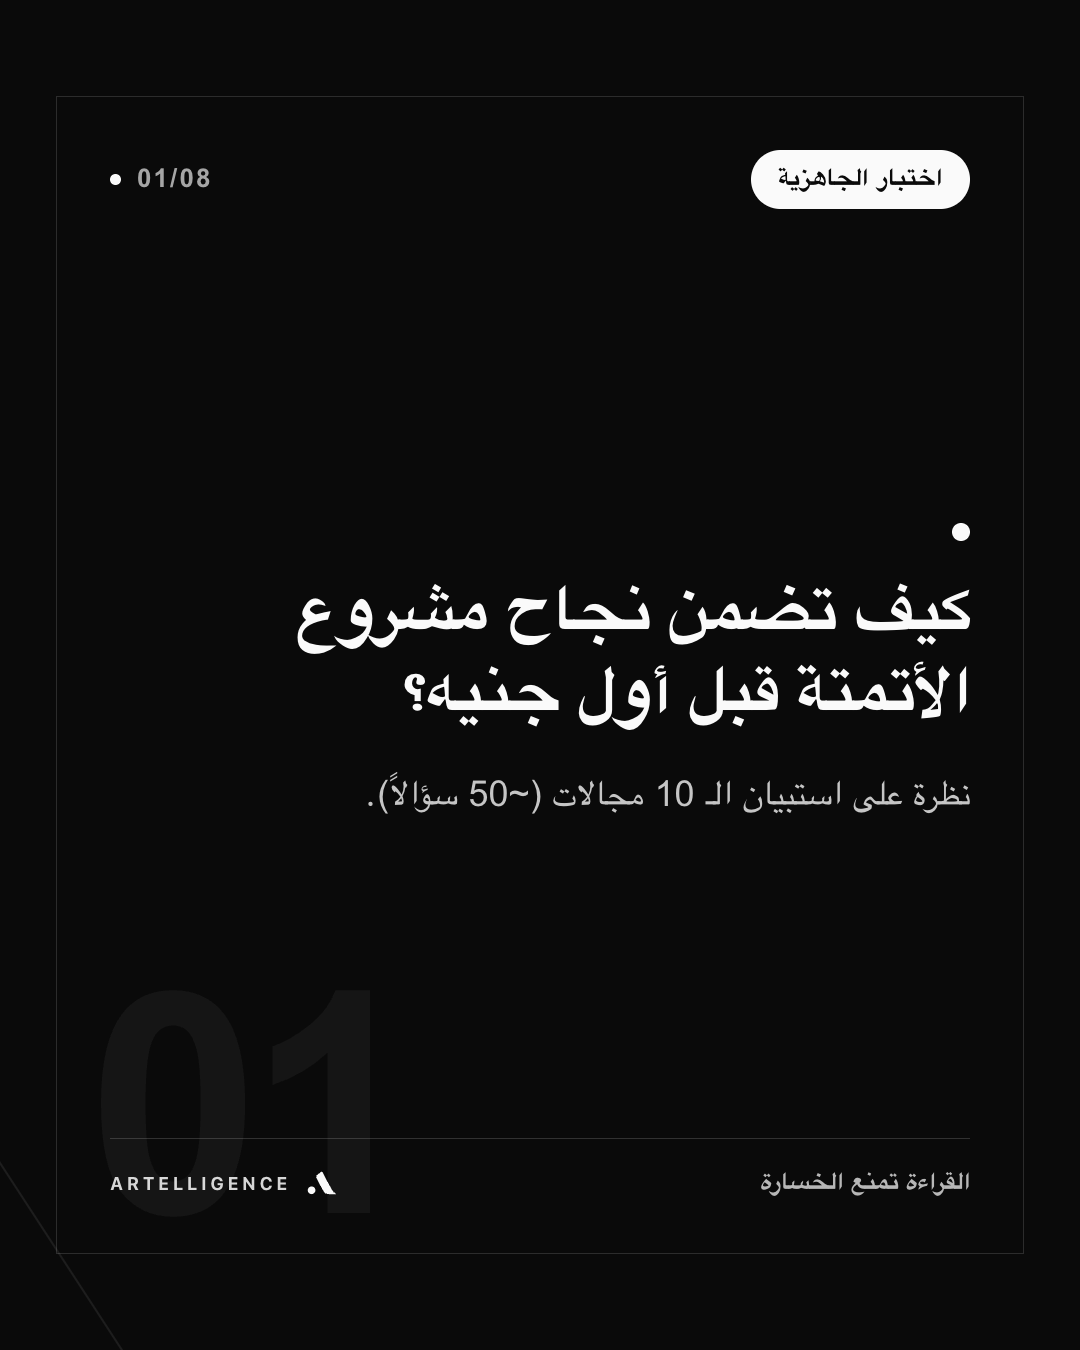 اختبار الجاهزية
01/08
كيف تضمن نجاح مشروع
الأتمتة قبل أول جنيه؟
نظرة على استبيان الـ 10 مجالات (~50 سؤالاً).
01
القراءة تمنع الخسارة
ARTELLIGENCE